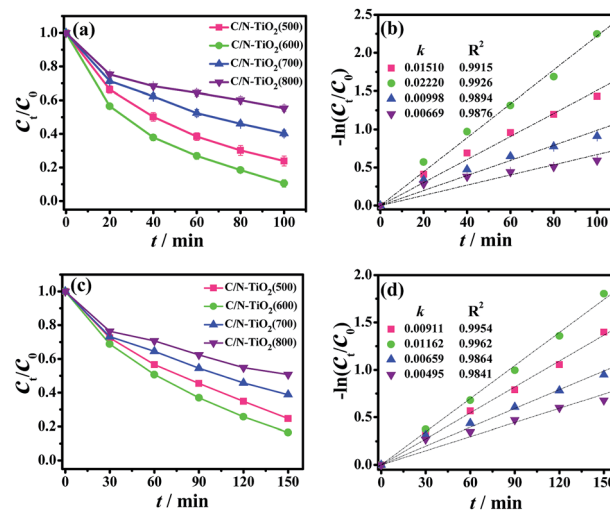 (a)
C/N-TiO₂(500)
C/N-TiO₂(600)
C/N-TiO₂(700)
C/N-TiO₂(800)
1.0
0.8
0.6
0.4
0.2
0.0
Cₜ/C₀
0 20 40 60 80 100
t / min
(b)
k R²
0.01510 0.9915
0.02220 0.9926
0.00998 0.9894
0.00669 0.9876
2.5
2.0
1.5
1.0
0.5
0.0
-ln(Cₜ/C₀)
0 20 40 60 80 100
t / min
(c)
C/N-TiO₂(500)
C/N-TiO₂(600)
C/N-TiO₂(700)
C/N-TiO₂(800)
1.0
0.8
0.6
0.4
0.2
0.0
Cₜ/C₀
0 30 60 90 120 150
t / min
(d)
k R²
0.00911 0.9954
0.01162 0.9962
0.00659 0.9864
0.00495 0.9841
2.0
1.5
1.0
0.5
0.0
-ln(Cₜ/C₀)
0 30 60 90 120 150
t / min